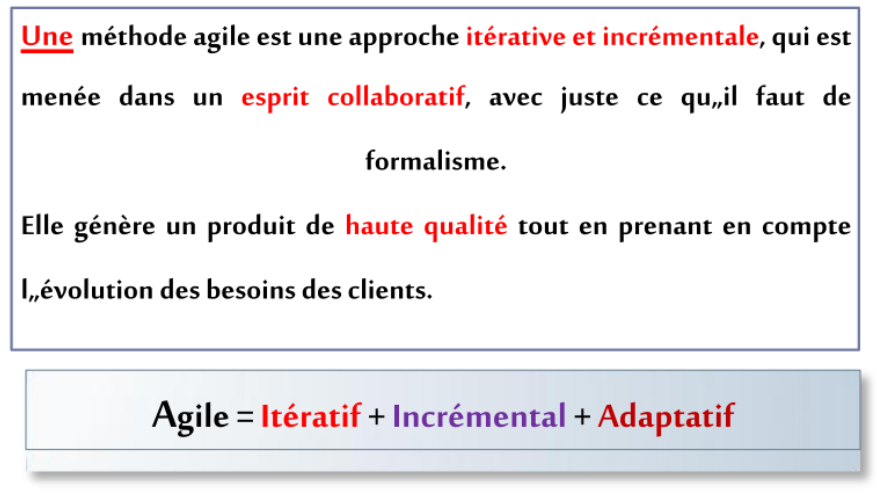 Une méthode agile est une approche itérative et incrémentale, qui est
menée dans un esprit collaboratif, avec juste ce qu„il faut de
formalisme.
Elle génère un produit de haute qualité tout en prenant en compte
l„évolution des besoins des clients.
Agile = Itératif + Incrémental + Adaptatif